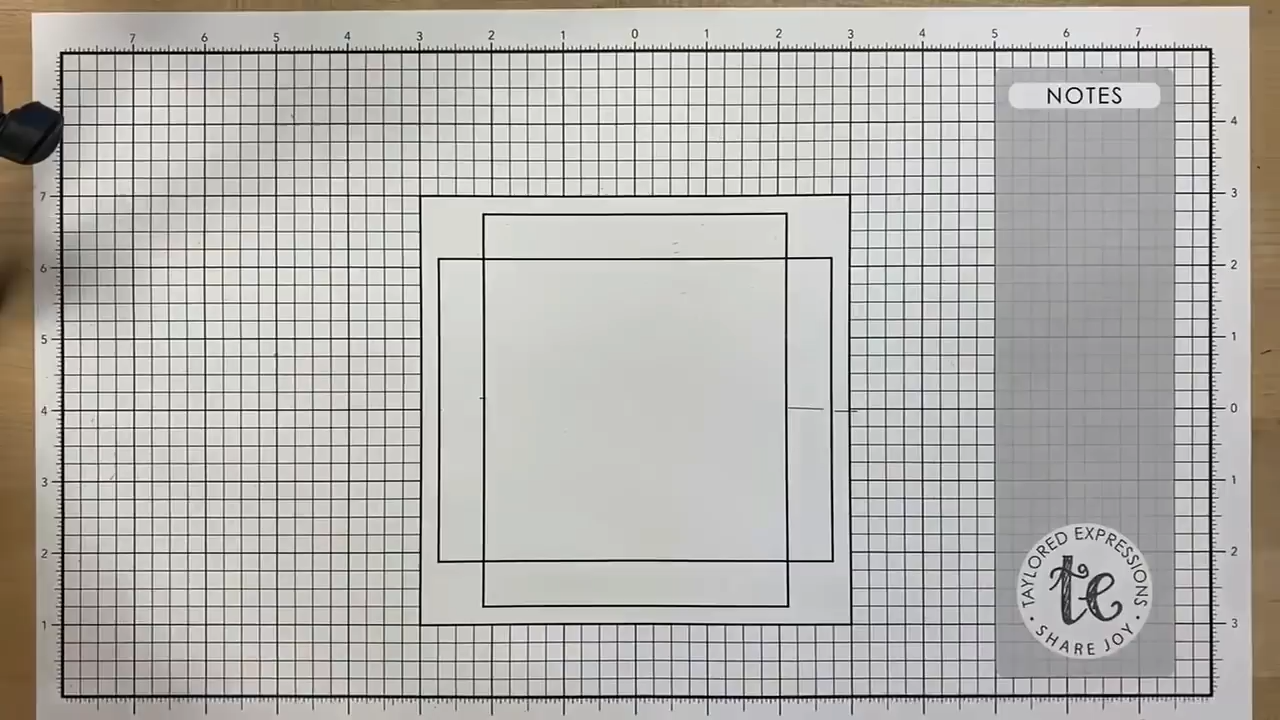 7 6 5 4 3 2 1 0 1 2 3 4 5 6 7
NOTES
4
7 3
6 2
5 1
4 0
3 1
2 2
1 3
TAYLORED EXPRESSIONS
te
• SHARE JOY •